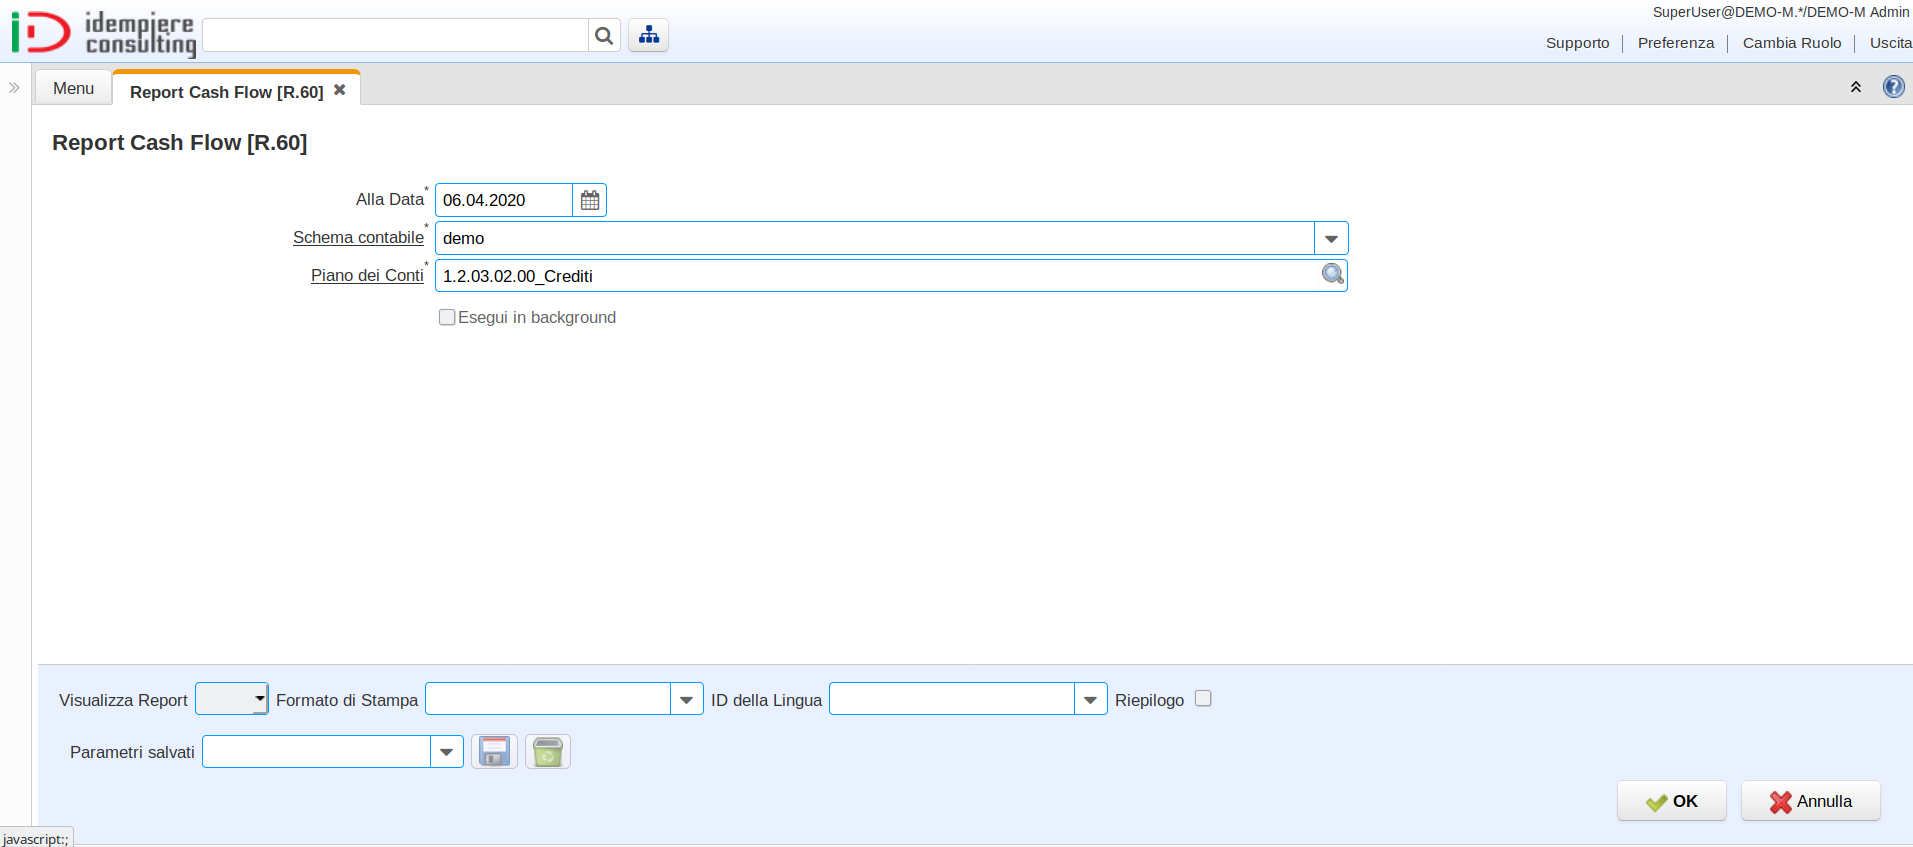 idempiere
consulting
SuperUser@DEMO-M.*/DEMO-M Admin
Supporto Preferenza Cambia Ruolo Uscita
Menu Report Cash Flow [R.60]
Report Cash Flow [R.60]
Alla Data* 06.04.2020
Schema contabile* demo
Piano dei Conti* 1.2.03.02.00_Crediti
Esegui in background
Visualizza Report Formato di Stampa ID della Lingua Riepilogo
Parametri salvati
OK Annulla
javascript:;